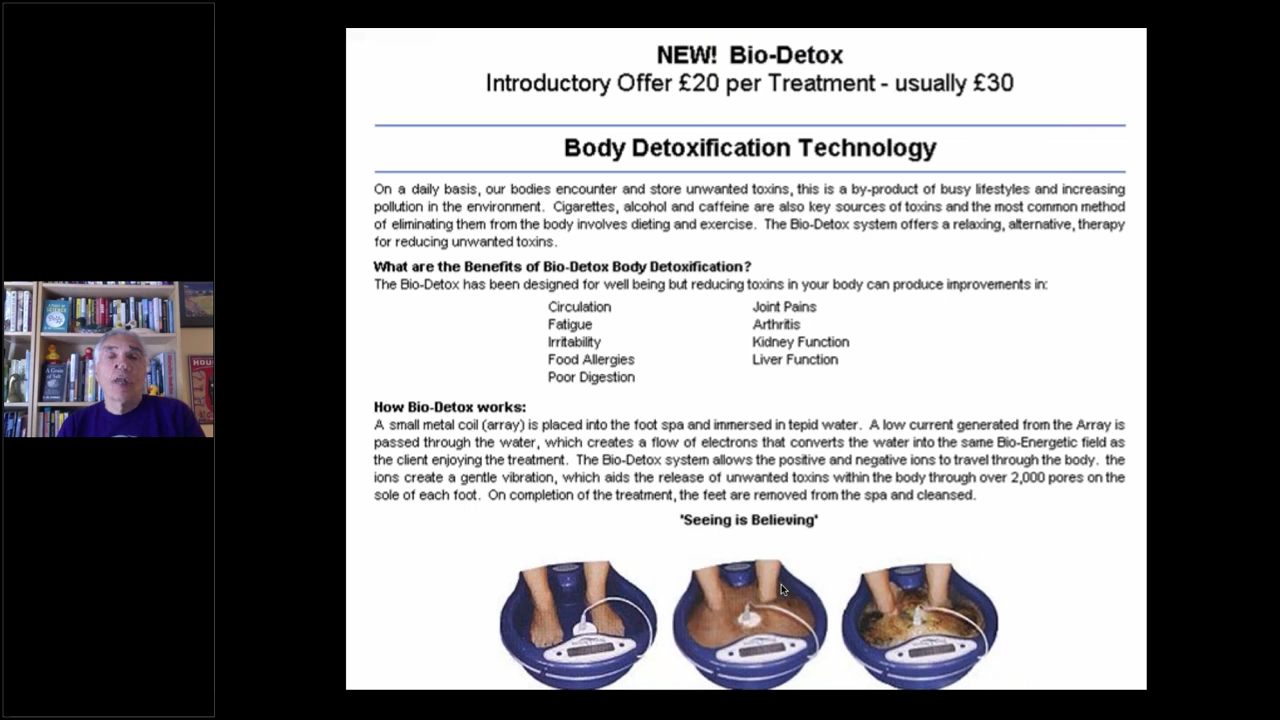 NEW! Bio-Detox
Introductory Offer £20 per Treatment - usually £30
Body Detoxification Technology
On a daily basis, our bodies encounter and store unwanted toxins, this is a by-product of busy lifestyles and increasing
pollution in the environment. Cigarettes, alcohol and caffeine are also key sources of toxins and the most common method
of eliminating them from the body involves dieting and exercise. The Bio-Detox system offers a relaxing, alternative, therapy
for reducing unwanted toxins.
What are the Benefits of Bio-Detox Body Detoxification?
The Bio-Detox has been designed for well being but reducing toxins in your body can produce improvements in:
Circulation
Fatigue
Irritability
Food Allergies
Poor Digestion
Joint Pains
Arthritis
Kidney Function
Liver Function
How Bio-Detox works:
A small metal coil (array) is placed into the foot spa and immersed in tepid water. A low current generated from the Array is
passed through the water, which creates a flow of electrons that converts the water into the same Bio-Energetic field as
the client enjoying the treatment. The Bio-Detox system allows the positive and negative ions to travel through the body. the
ions create a gentle vibration, which aids the release of unwanted toxins within the body through over 2,000 pores on the
sole of each foot. On completion of the treatment, the feet are removed from the spa and cleansed.
"Seeing is Believing"